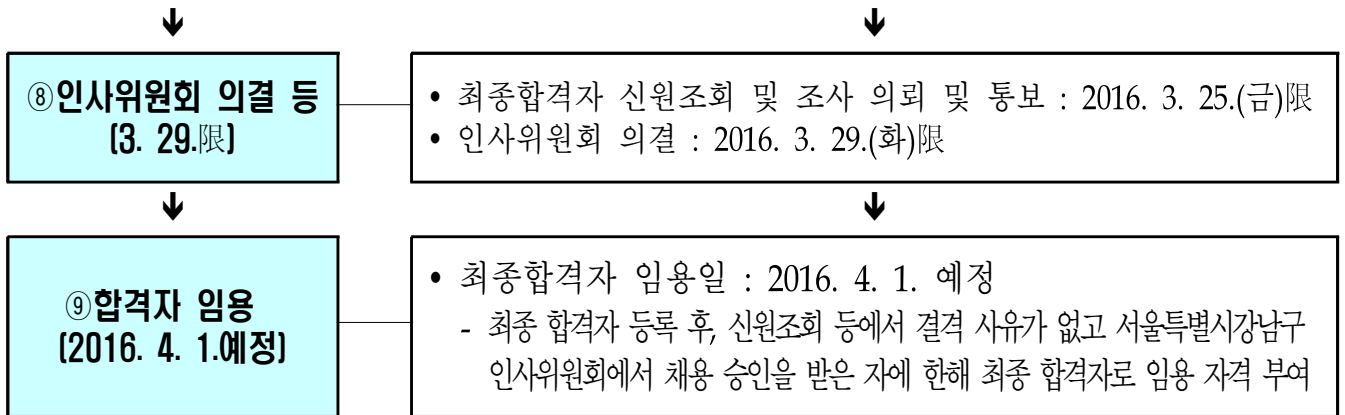 ⑧인사위원회 의결 등
(3. 29.限)
• 최종합격자 신원조회 및 조사 의뢰 및 통보 : 2016. 3. 25.(금)限
• 인사위원회 의결 : 2016. 3. 29.(화)限
⑨합격자 임용
(2016. 4. 1.예정)
• 최종합격자 임용일 : 2016. 4. 1. 예정
- 최종 합격자 등록 후, 신원조회 등에서 결격 사유가 없고 서울특별시강남구
인사위원회에서 채용 승인을 받은 자에 한해 최종 합격자로 임용 자격 부여